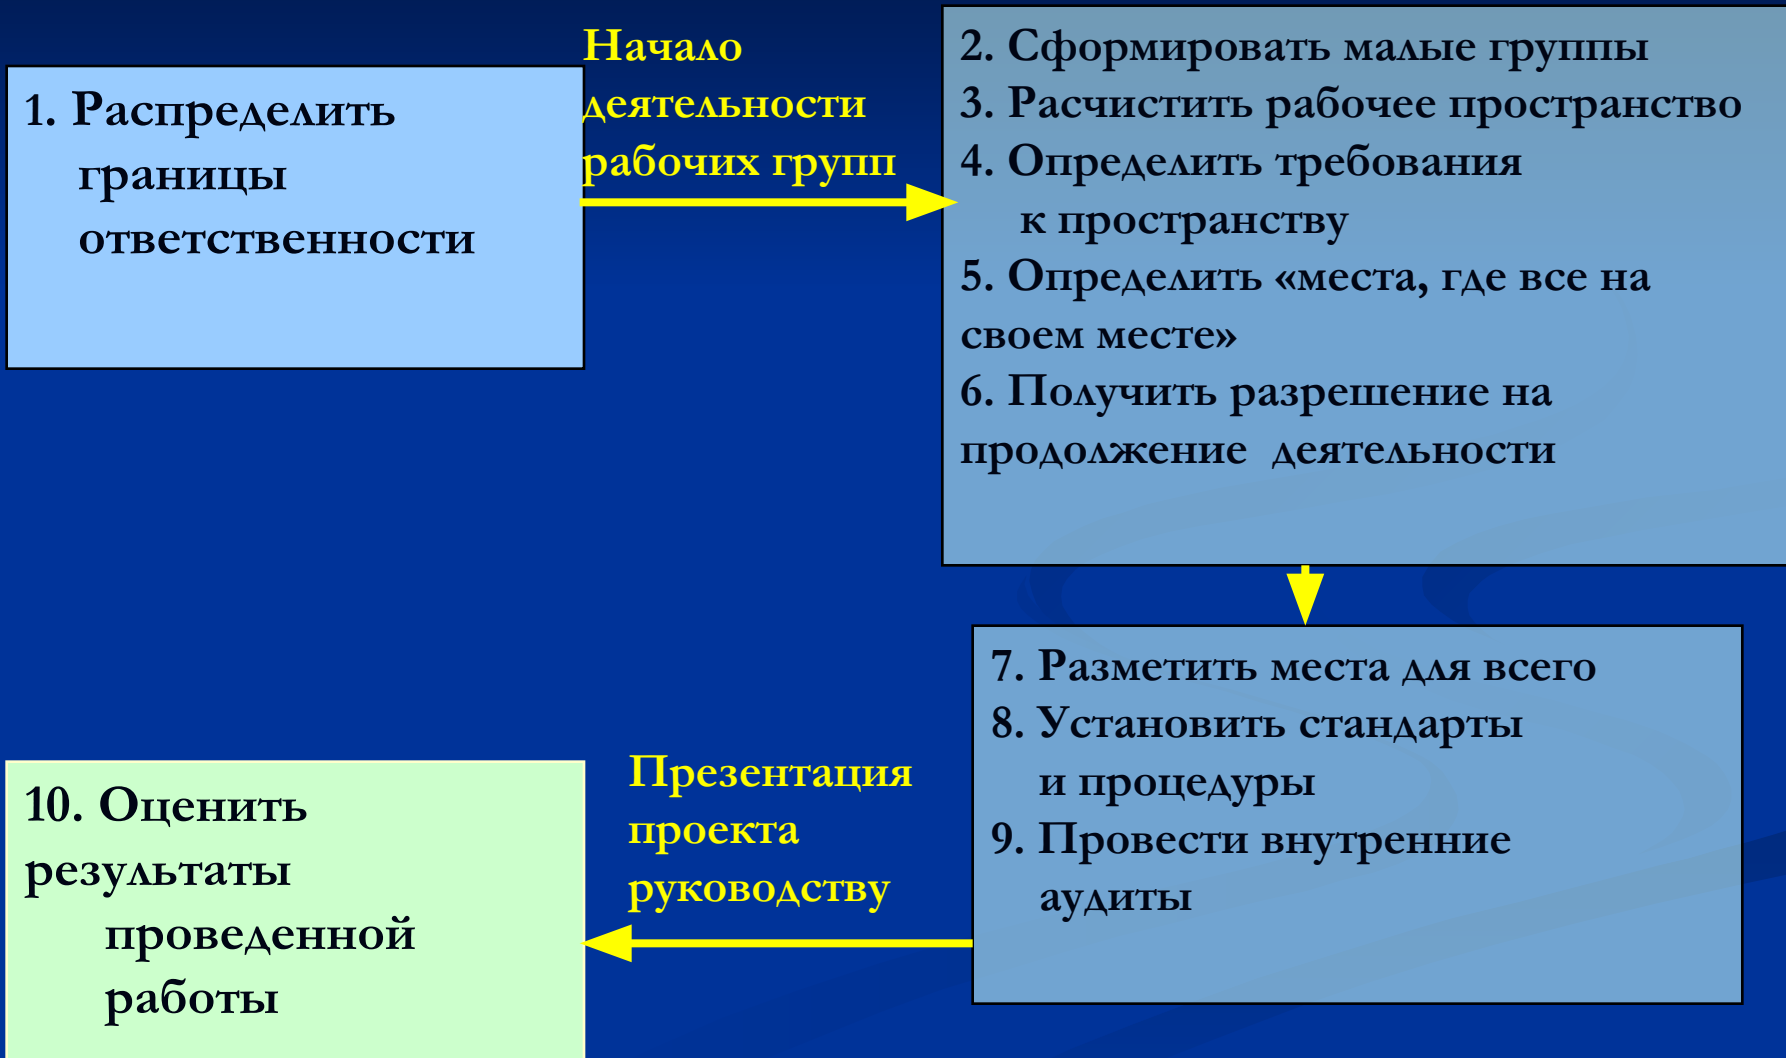 1. Распределить
границы
ответственности
Начало
деятельности
рабочих групп
2. Сформировать малые группы
3. Расчистить рабочее пространство
4. Определить требования
к пространству
5. Определить «места, где все на
своем месте»
6. Получить разрешение на
продолжение деятельности
7. Разметить места для всего
8. Установить стандарты
и процедуры
9. Провести внутренние
аудиты
Презентация
проекта
руководству
10. Оценить
результаты
проведенной
работы